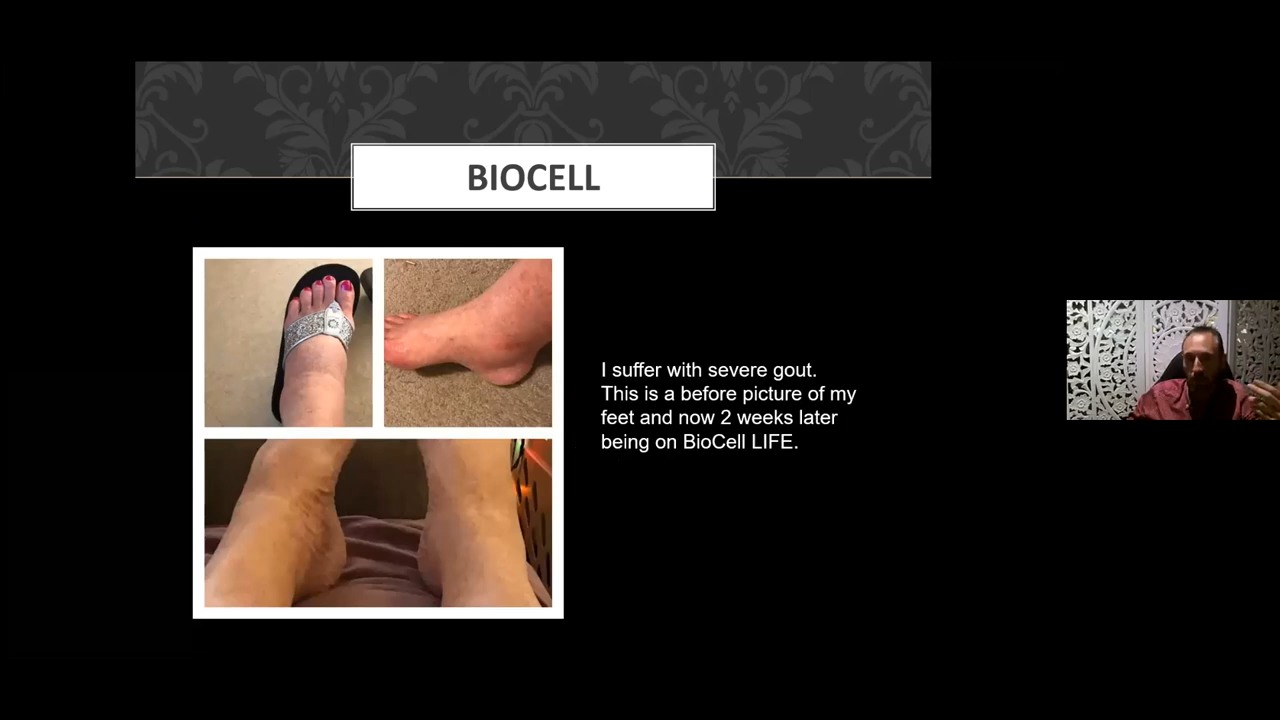 BIOCELL
I suffer with severe gout.
This is a before picture of my
feet and now 2 weeks later
being on BioCell LIFE.